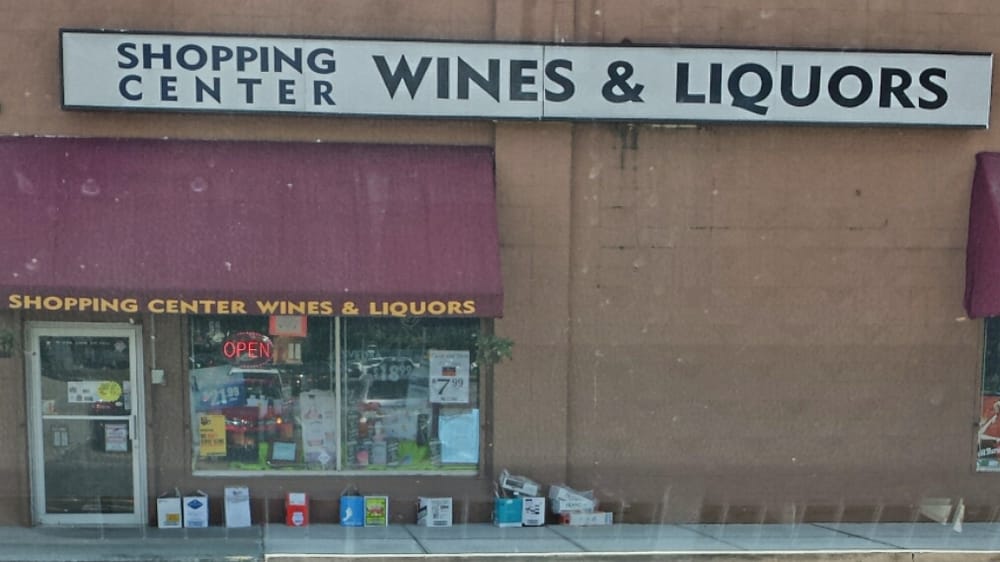 SHOPPING
CENTER
WINES & LIQUORS
SHOPPING CENTER WINES & LIQUORS
OPEN
7.99